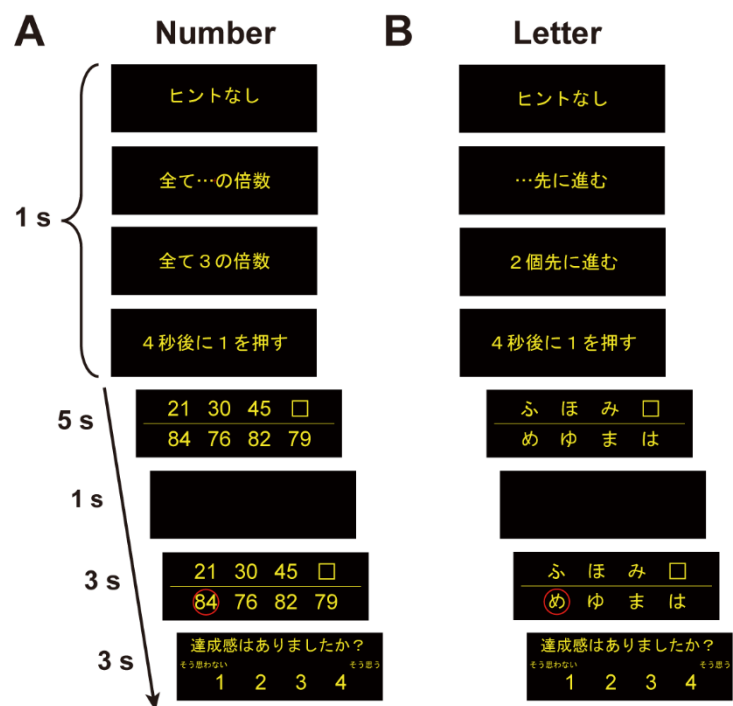 A Number
ヒントなし
全て…の倍数
1 s
全て3の倍数
4秒後に1を押す
5 s
21 30 45 □
84 76 82 79
1 s
3 s
21 30 45 □
84 76 82 79
3 s
達成感はありましたか？
そう思わない そう思う
1 2 3 4
B Letter
ヒントなし
…先に進む
2個先に進む
4秒後に1を押す
ふ ほ み □
め ゆ ま は
ふ ほ み □
め ゆ ま は
達成感はありましたか？
そう思わない そう思う
1 2 3 4